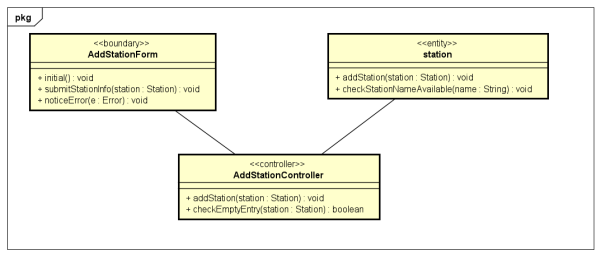 pkg
<<boundary>>
AddStationForm
+ initial() : void
+ submitStationInfo(station : Station) : void
+ noticeError(e : Error) : void
<<entity>>
station
+ addStation(station : Station) : void
+ checkStationNameAvailable(name : String) : void
<<controller>>
AddStationController
+ addStation(station : Station) : void
+ checkEmptyEntry(station : Station) : boolean